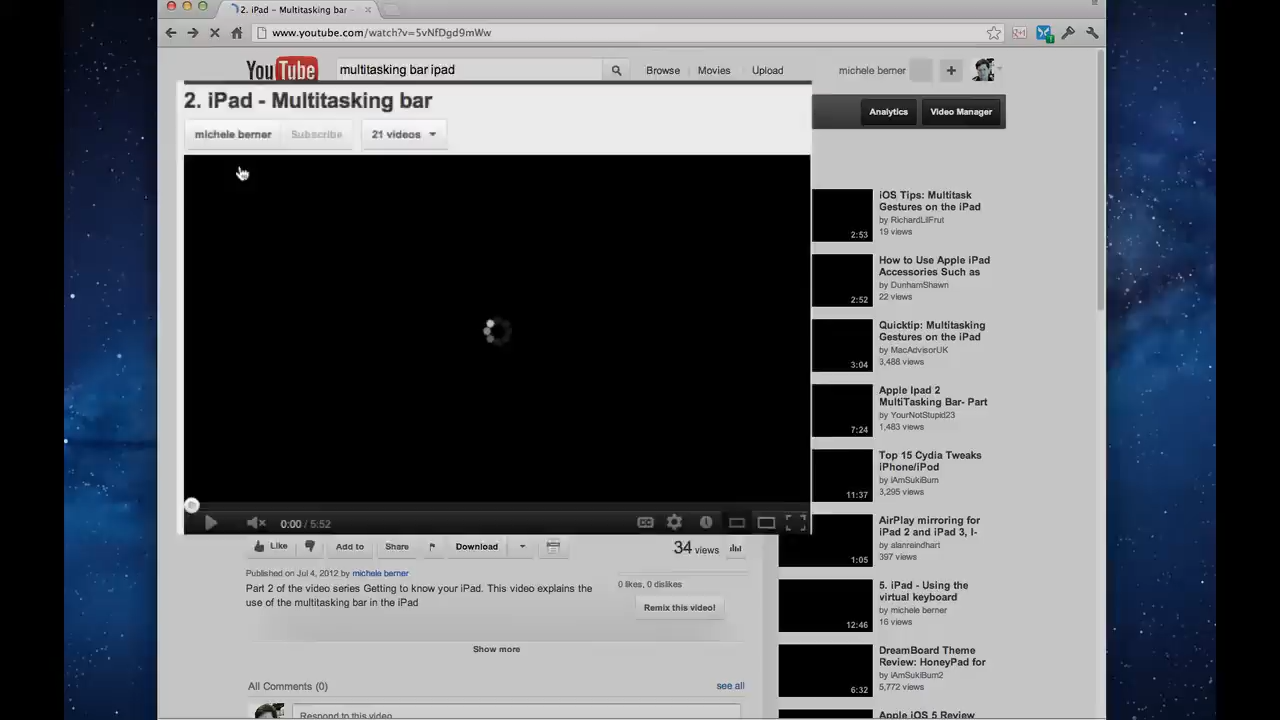 2. iPad - Multitasking bar -
www.youtube.com/watch?v=5vNfDgd9mWw
YouTube
multitasking bar ipad
Browse
Movies
Upload
michele berner
2. iPad - Multitasking bar
michele berner
Subscribe
21 videos
Analytics
Video Manager
0:00 / 5:52
Like
Add to
Share
Download
34 views
Published on Jul 4, 2012 by michele berner
Part 2 of the video series Getting to know your iPad. This video explains the
use of the multitasking bar in the iPad
0 likes, 0 dislikes
Remix this video!
Show more
All Comments (0)
see all
Respond to this video
iOS Tips: Multitask
Gestures on the iPad
by RichardLilFrut
19 views
2:53
How to Use Apple iPad
Accessories Such as
by DunhamShawn
22 views
2:52
Quicktip: Multitasking
Gestures on the iPad
by MacAdvisorUK
3,488 views
3:04
Apple Ipad 2
MultiTasking Bar- Part
by YourNotStupid23
1,483 views
7:24
Top 15 Cydia Tweaks
iPhone/iPod
by iAmSukiBurn
3,295 views
11:37
AirPlay mirroring for
iPad 2 and iPad 3, I-
by alanreindhart
397 views
1:05
5. iPad - Using the
virtual keyboard
by michele berner
16 views
12:46
DreamBoard Theme
Review: HoneyPad for
by iAmSukiBurn2
5,772 views
6:32
Apple iOS 5 Review